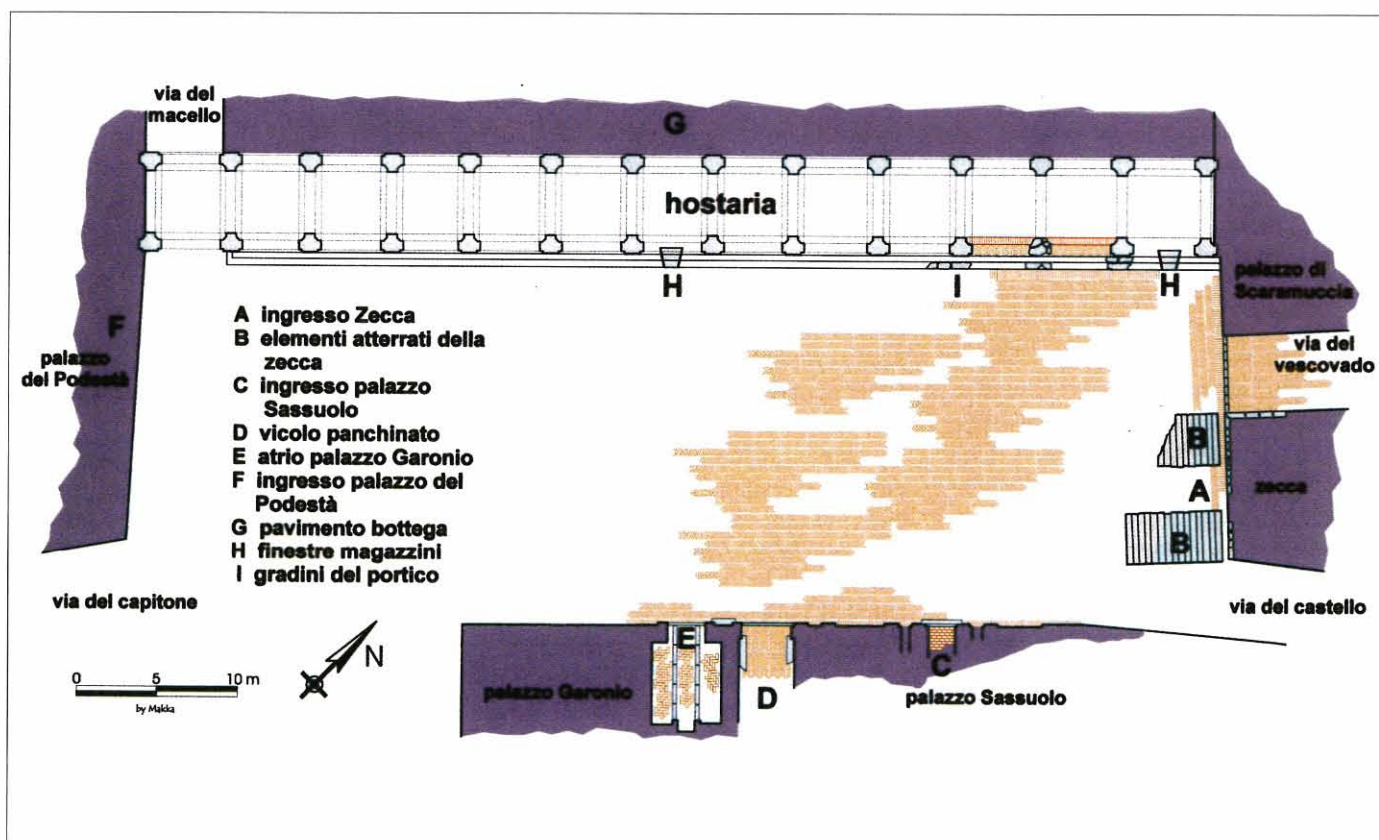 via del
macello
G
hostaria
H
I
H
palazzo di
Scaramuccia
F
palazzo
del Podestà
A ingresso Zecca
B elementi atterrati della
zecca
C ingresso palazzo
Sassuolo
D vicolo panchinato
E atrio palazzo Garonio
F ingresso palazzo del
Podestà
G pavimento bottega
H finestre magazzini
I gradini del portico
via del
vescovado
B
A
zecca
B
via del capitone
via del castello
E
palazzo Garonio
D
C
palazzo Sassuolo
0 5 10 m
by Makka
N